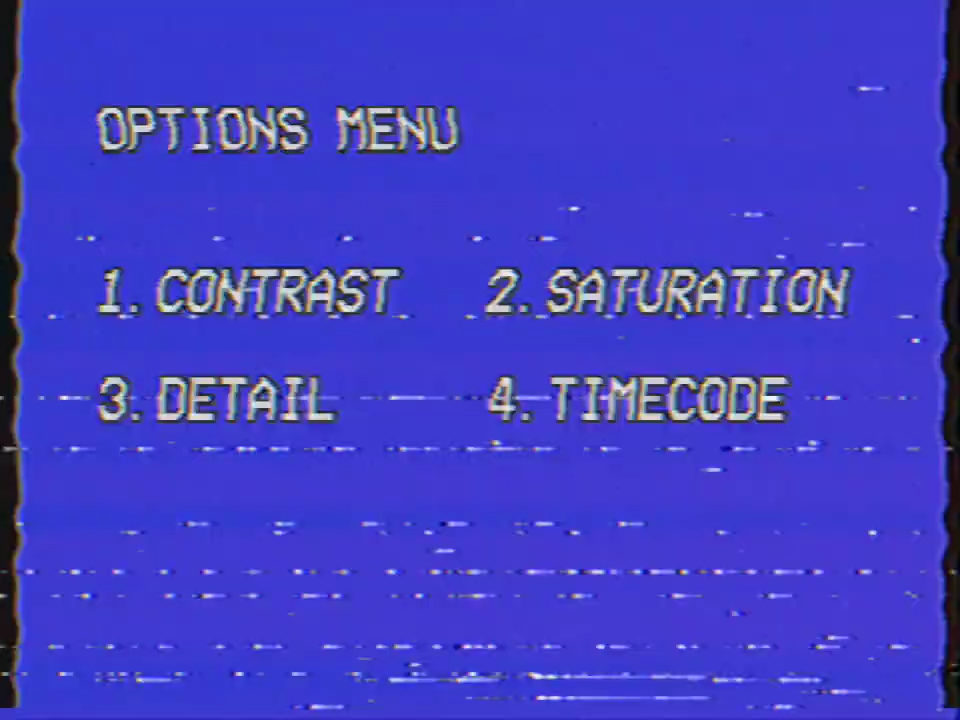 OPTIONS MENU
1. CONTRAST 2. SATURATION
3. DETAIL 4. TIMECODE